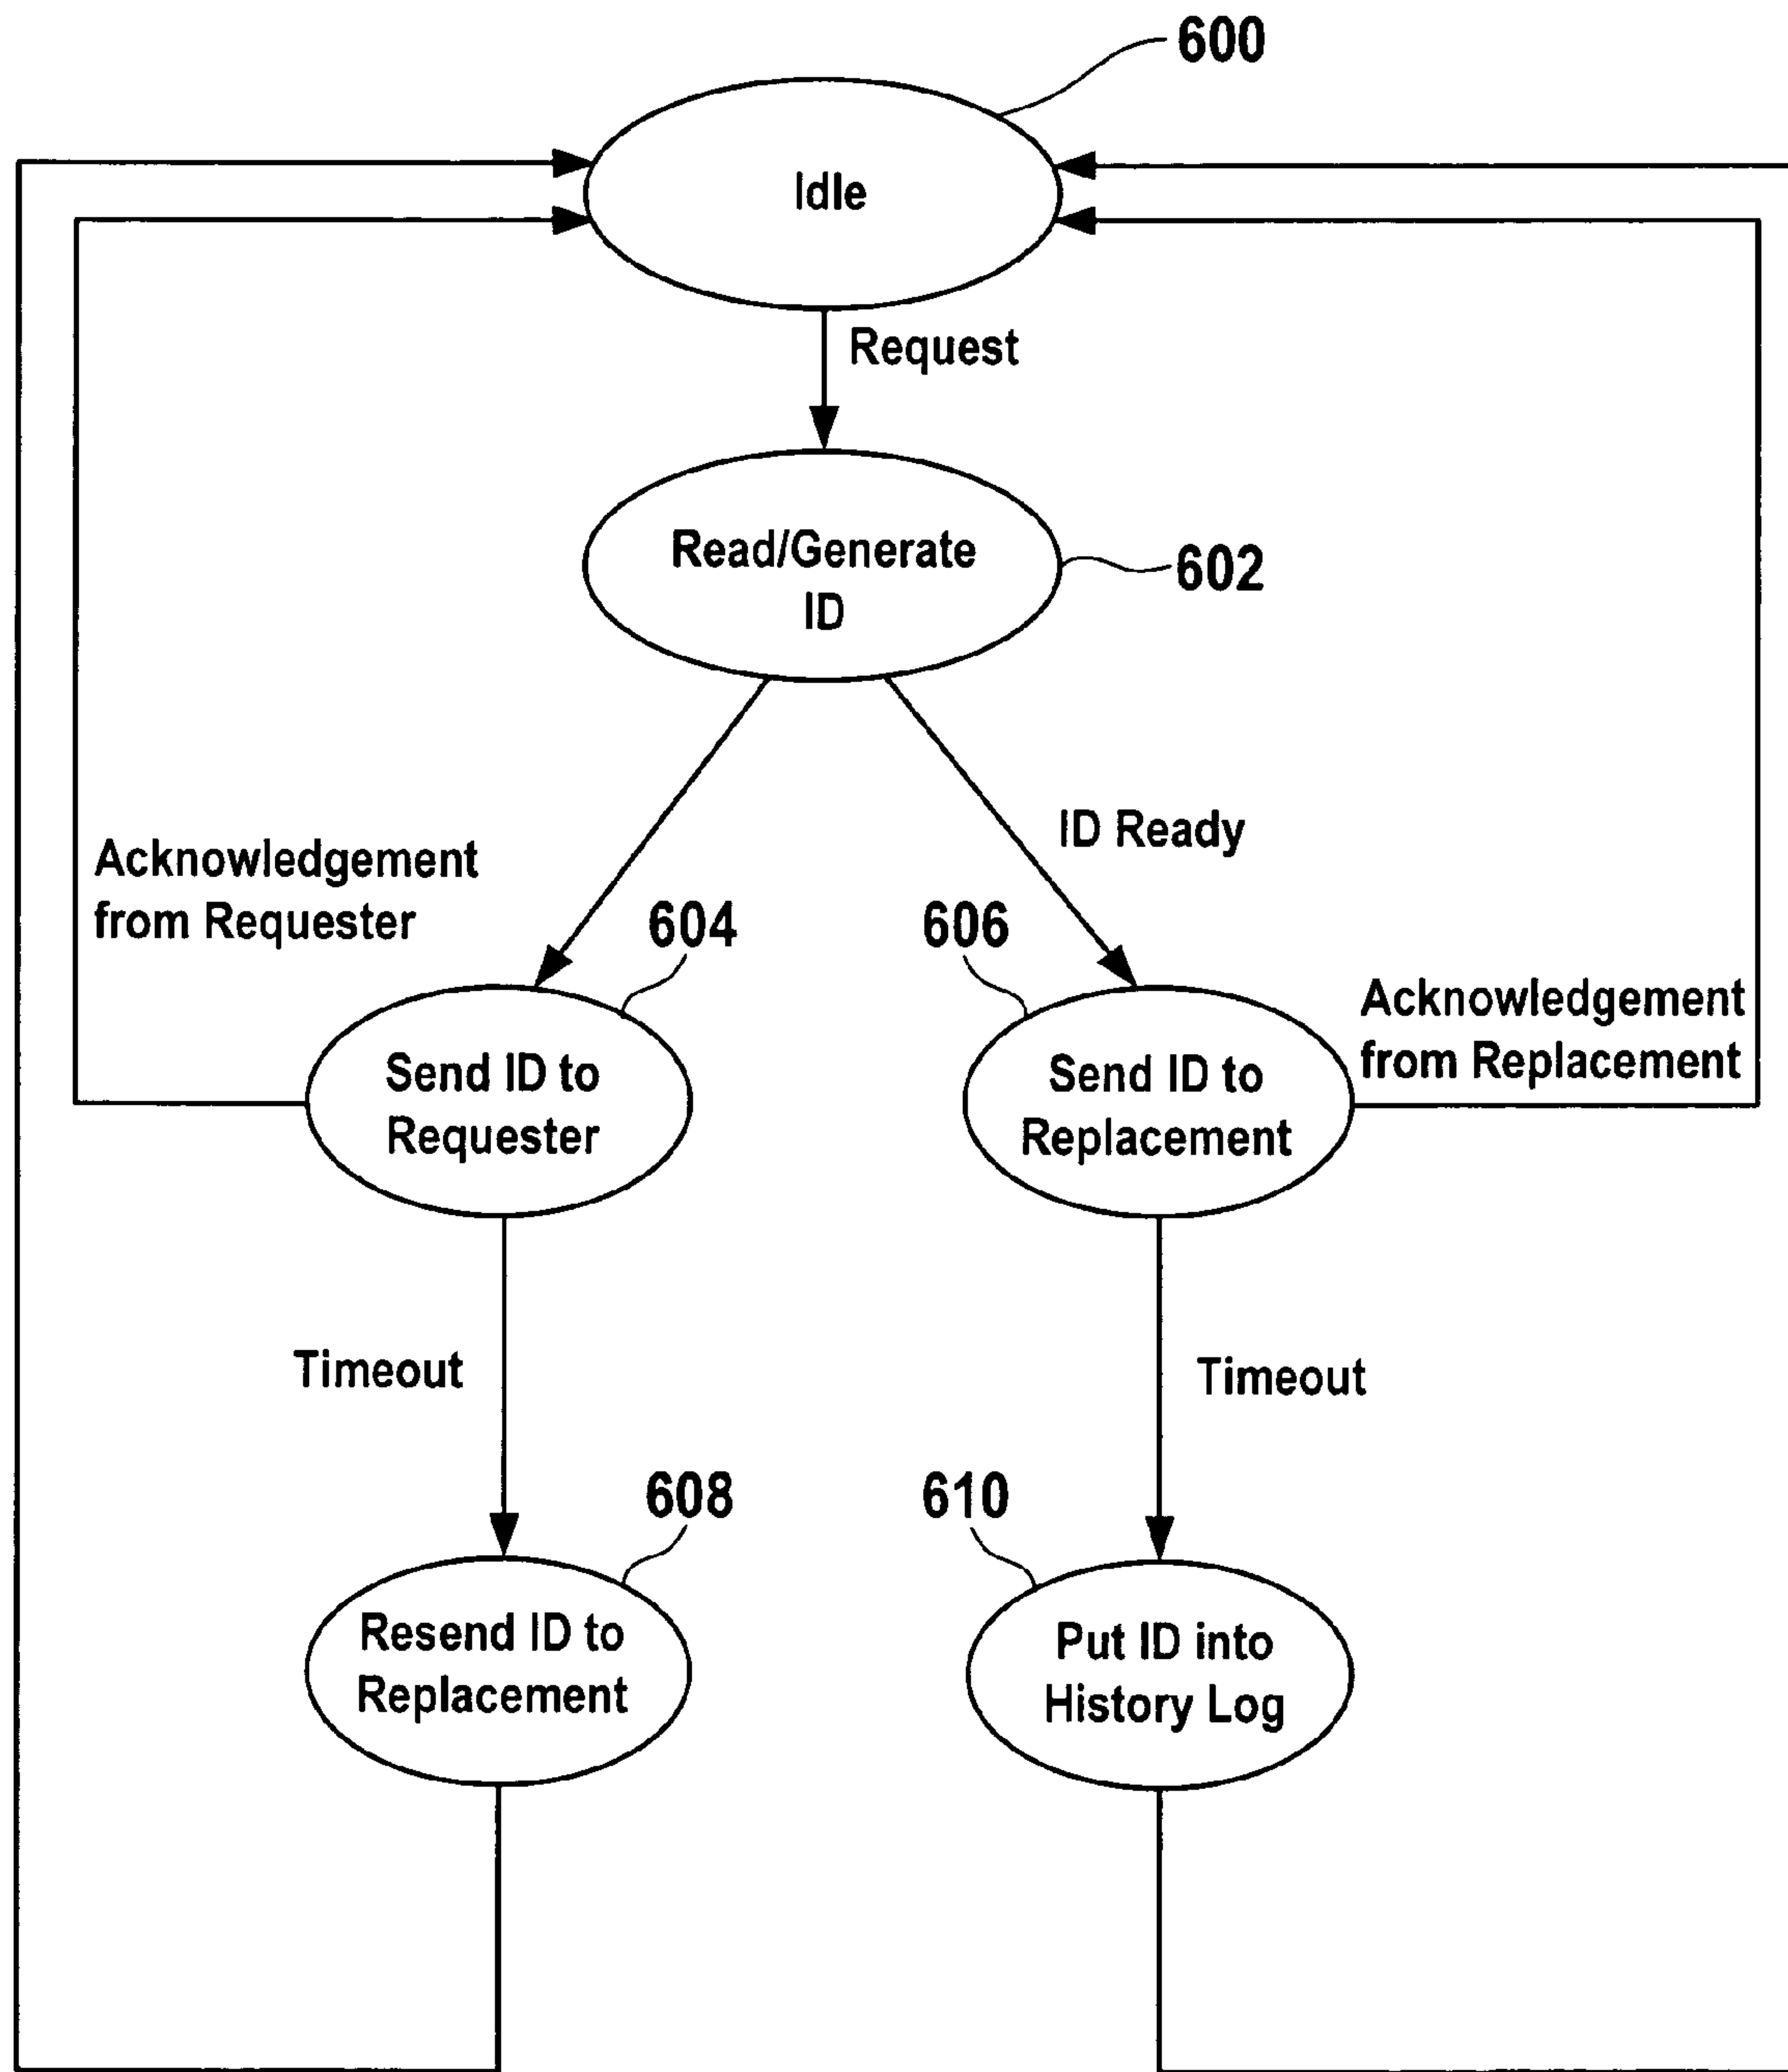 600
Idle
Request
Read/Generate
ID
602
ID Ready
Acknowledgement
from Requester
604
606
Acknowledgement
from Replacement
Send ID to
Requester
Send ID to
Replacement
Timeout
Timeout
608
610
Resend ID to
Replacement
Put ID into
History Log